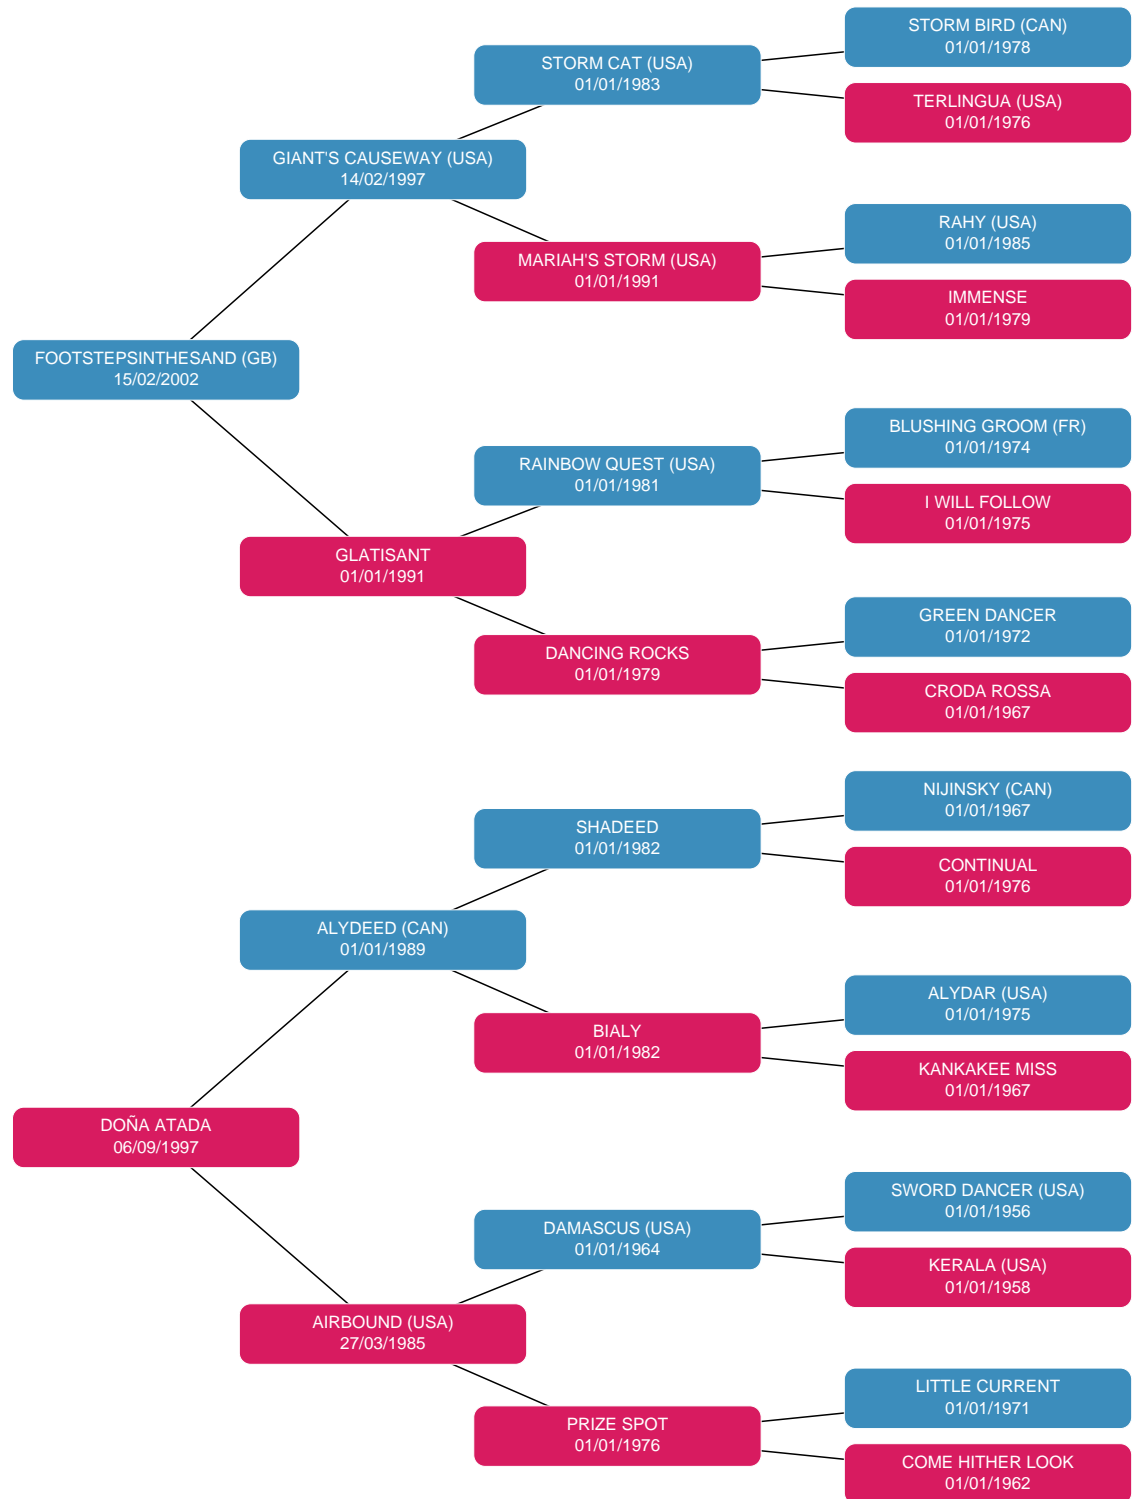 STORM BIRD (CAN)
01/01/1978
STORM CAT (USA)
01/01/1983
TERLINGUA (USA)
01/01/1976
GIANT'S CAUSEWAY (USA)
14/02/1997
RAHY (USA)
01/01/1985
MARIAH'S STORM (USA)
01/01/1991
IMMENSE
01/01/1979
FOOTSTEPSINTHESAND (GB)
15/02/2002
BLUSHING GROOM (FR)
01/01/1974
RAINBOW QUEST (USA)
01/01/1981
I WILL FOLLOW
01/01/1975
GLATISANT
01/01/1991
GREEN DANCER
01/01/1972
DANCING ROCKS
01/01/1979
CRODA ROSSA
01/01/1967
NIJINSKY (CAN)
01/01/1967
SHADEED
01/01/1982
CONTINUAL
01/01/1976
ALYDEED (CAN)
01/01/1989
ALYDAR (USA)
01/01/1975
BIALY
01/01/1982
KANKAKEE MISS
01/01/1967
DOÑA ATADA
06/09/1997
SWORD DANCER (USA)
01/01/1956
DAMASCUS (USA)
01/01/1964
KERALA (USA)
01/01/1958
AIRBOUND (USA)
27/03/1985
LITTLE CURRENT
01/01/1971
PRIZE SPOT
01/01/1976
COME HITHER LOOK
01/01/1962